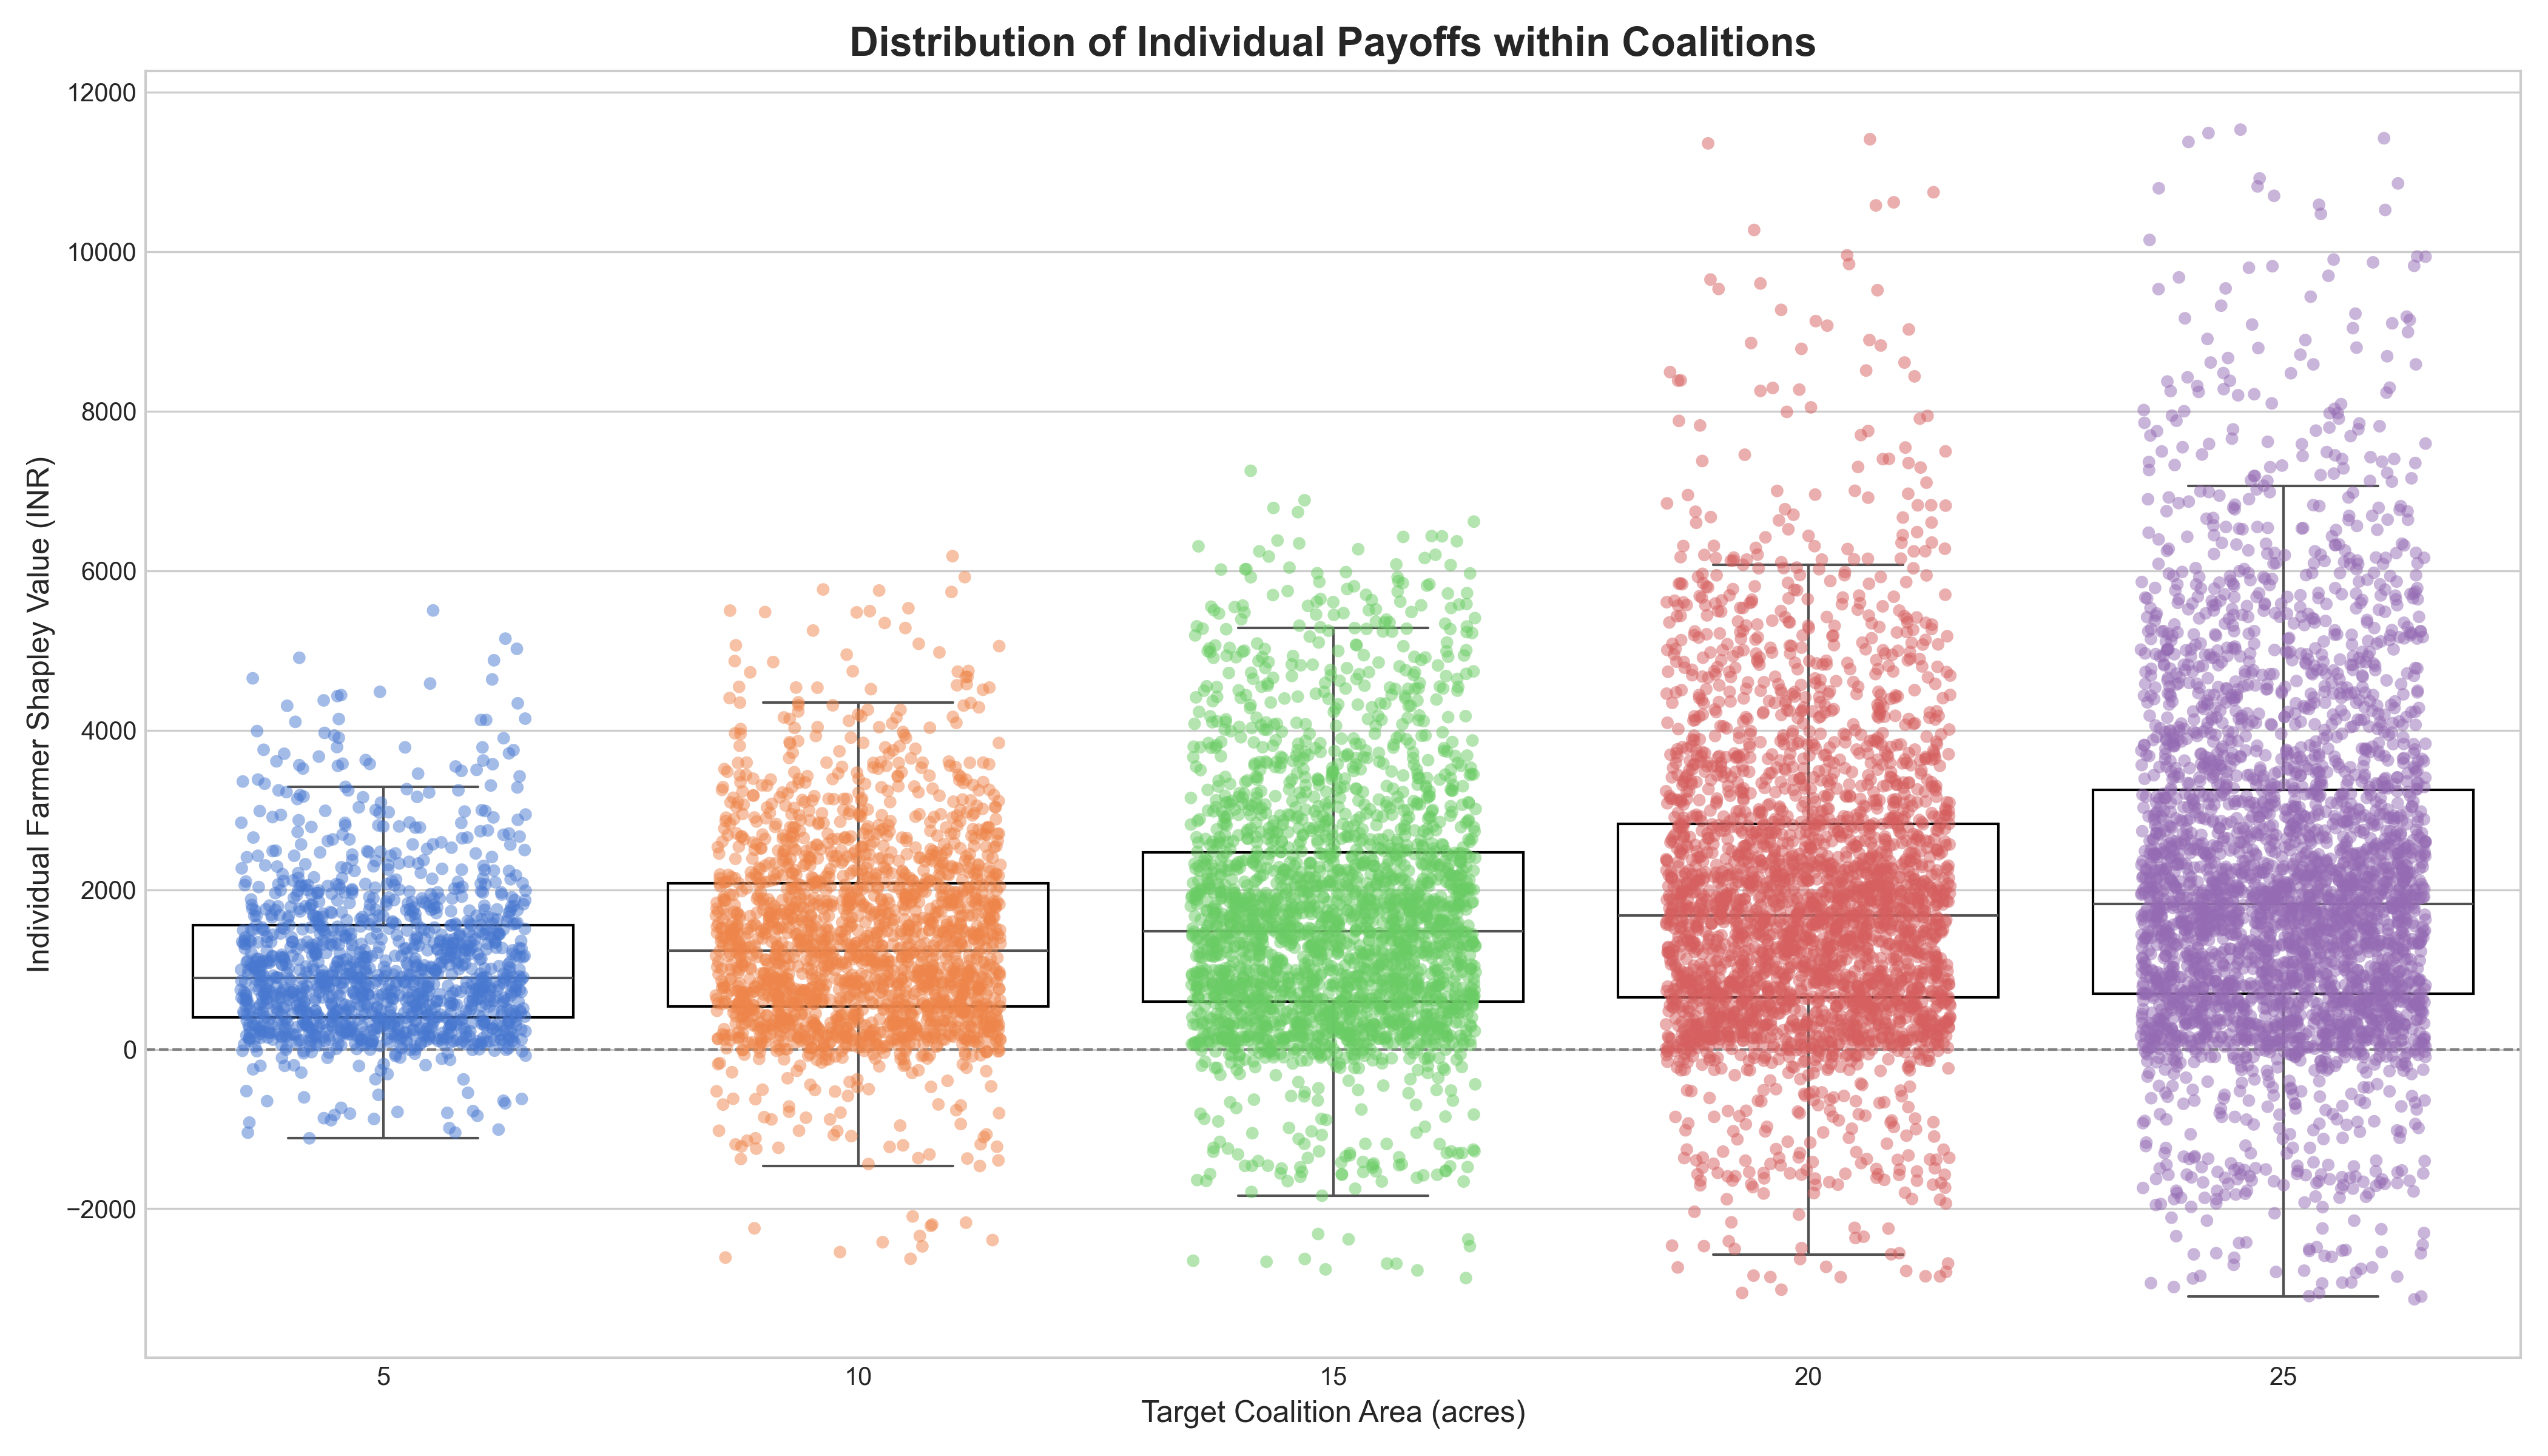 Distribution of Individual Payoffs within Coalitions
Individual Farmer Shapley Value (INR)
12000
10000
8000
6000
4000
2000
0
−2000
5 10 15 20 25
Target Coalition Area (acres)